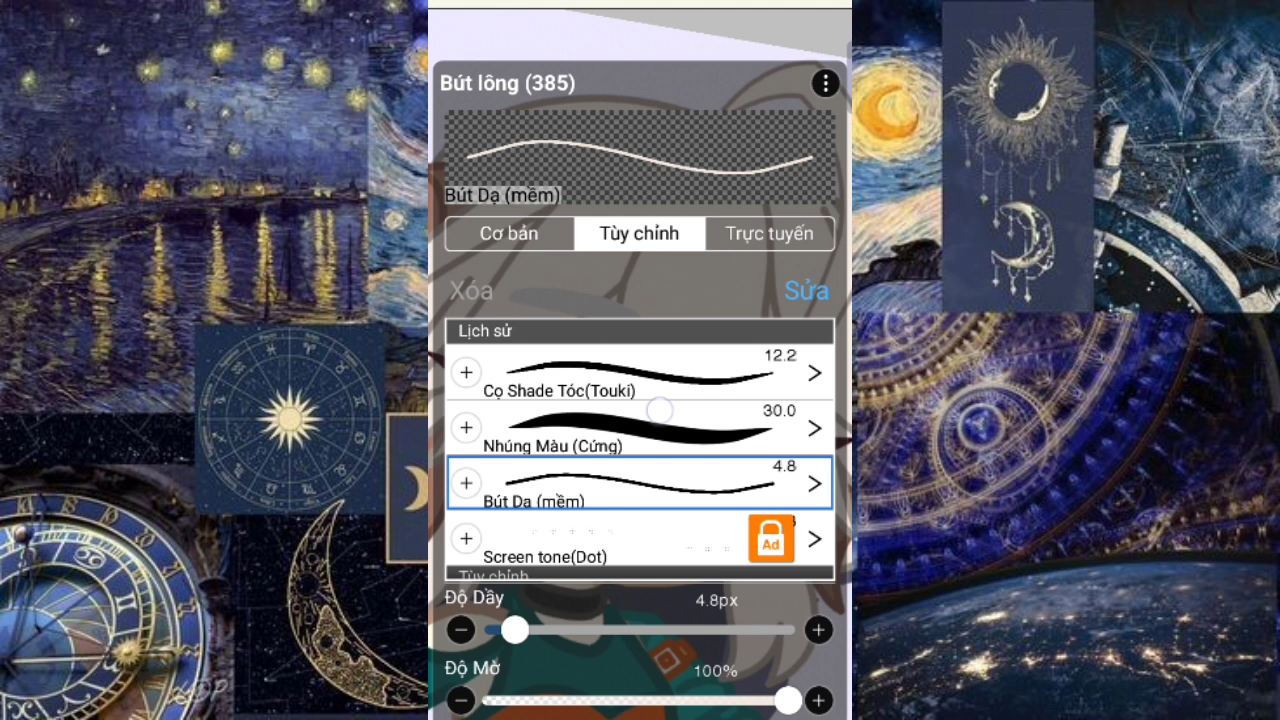 Bút lông (385)
Bút Dạ (mềm)
Cơ bản
Tùy chỉnh
Trực tuyến
Xóa
Sửa
Lịch sử
12.2
Cọ Shade Tóc(Touki)
30.0
Nhúng Màu (Cứng)
4.8
Bút Dạ (mềm)
Ad
Screen tone(Dot)
Tùy chỉnh
Độ Dầy
4.8px
Độ Mờ
100%